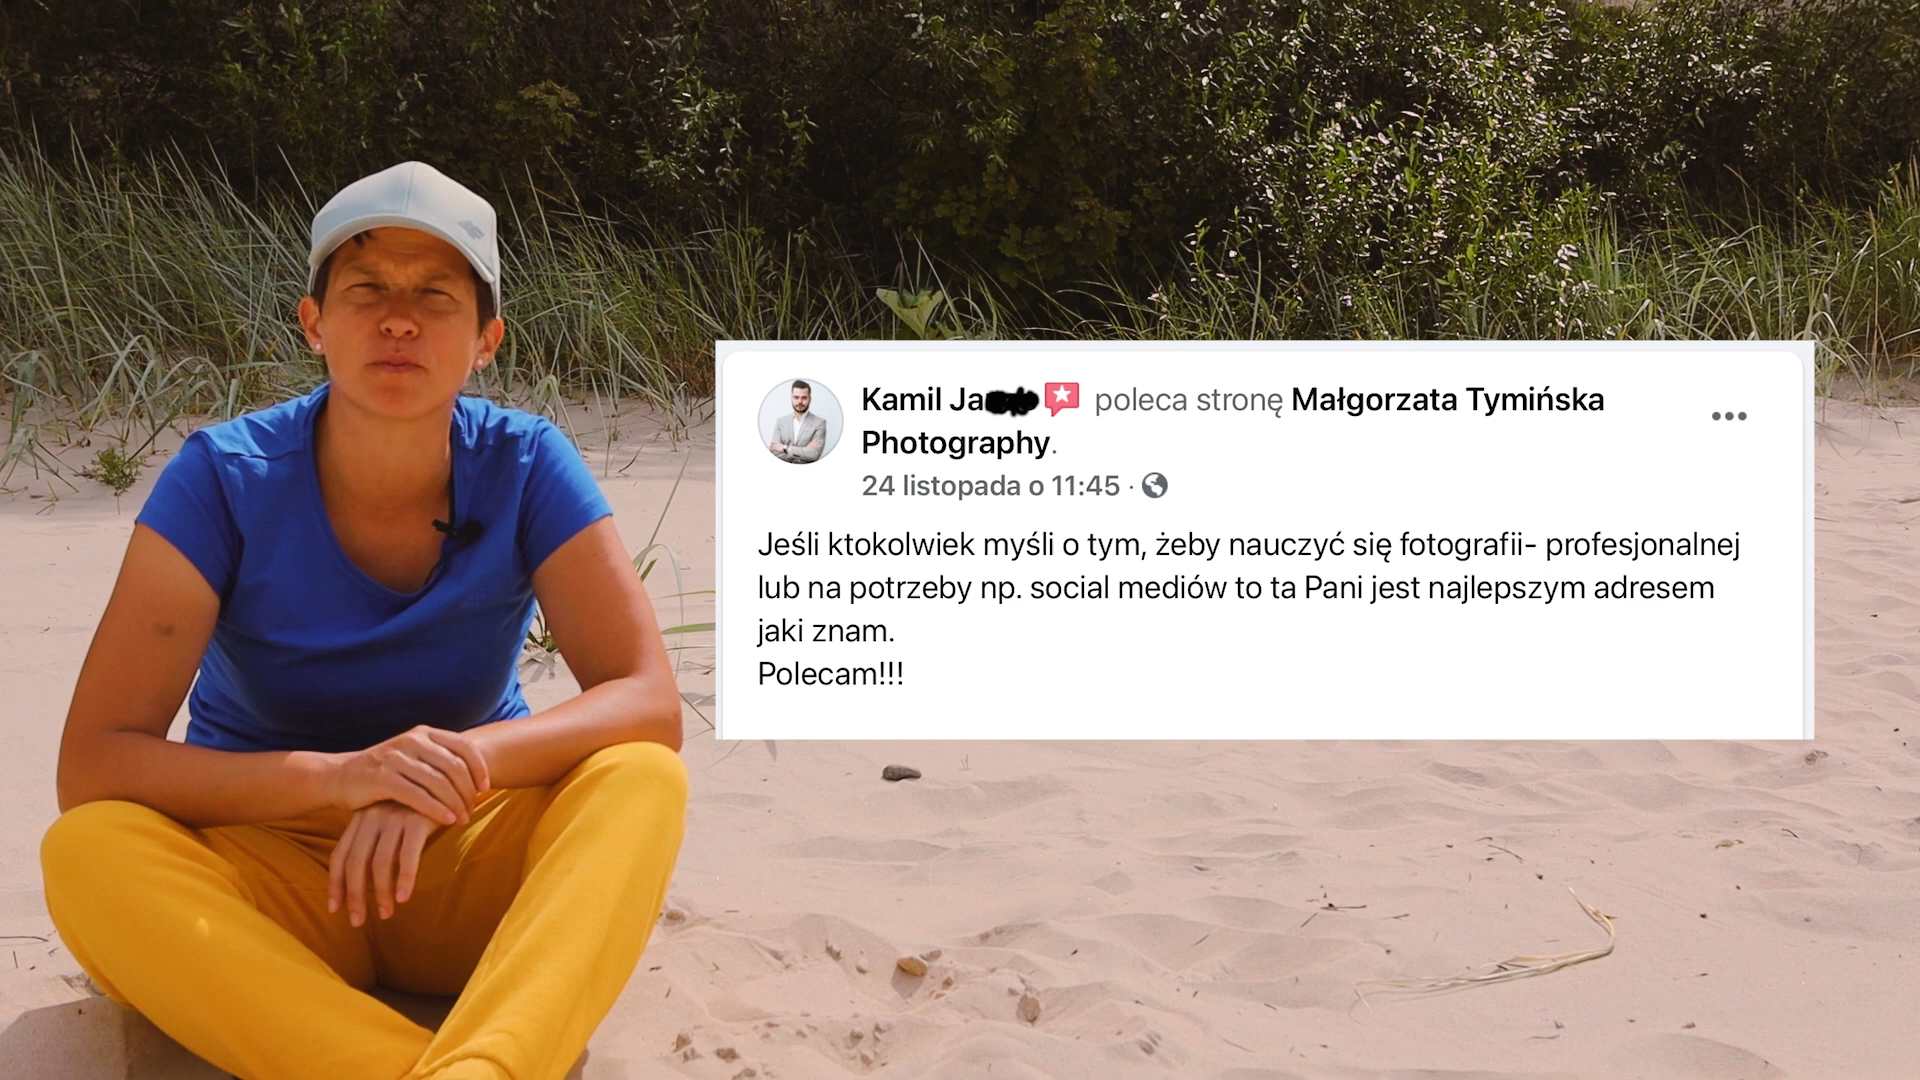 Kamil Ja poleca stronę Małgorzata Tymińska
Photography.
24 listopada o 11:45 ·
Jeśli ktokolwiek myśli o tym, żeby nauczyć się fotografii- profesjonalnej
lub na potrzeby np. social mediów to ta Pani jest najlepszym adresem
jaki znam.
Polecam!!!